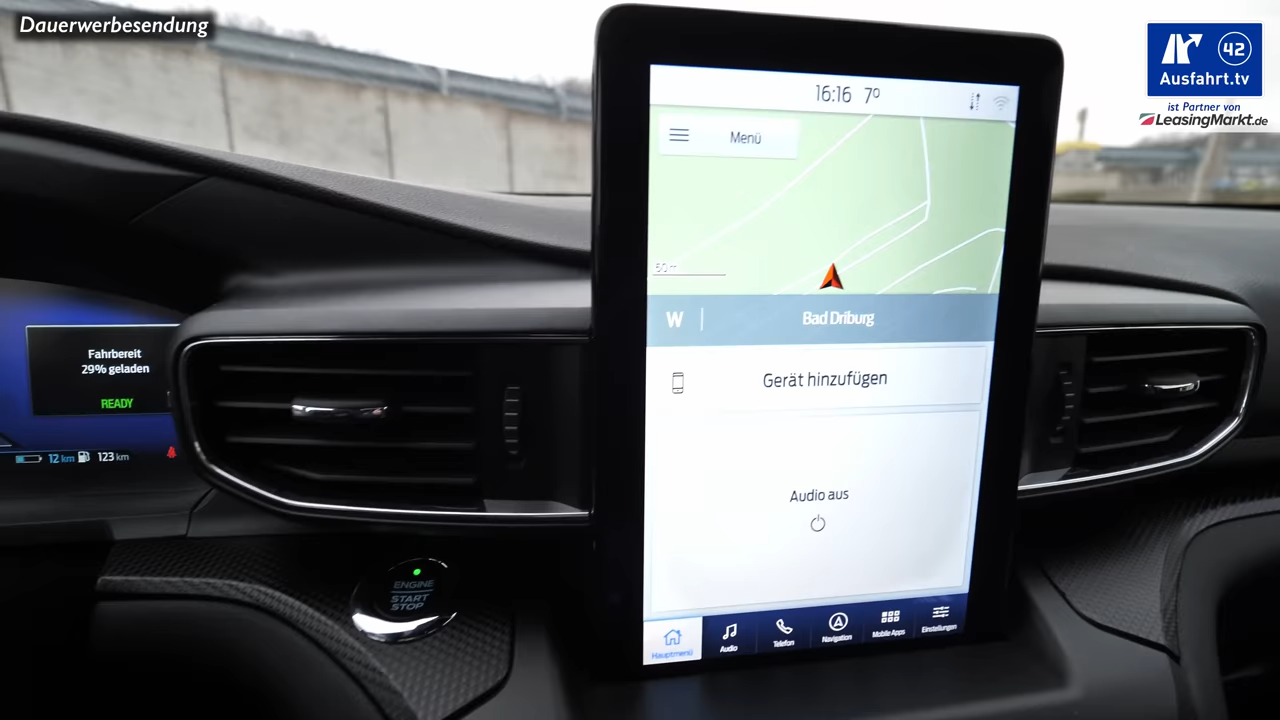 Dauerwerbesendung
42
Ausfahrt.tv
ist Partner von
LeasingMarkt.de
16:16 7°
Menü
60 m
W
Bad Driburg
Gerät hinzufügen
Audio aus
Hauptmenü
Audio
Telefon
Navigation
Mobile Apps
Einstellungen
Fahrbereit
29% geladen
READY
12 km
123 km
ENGINE
START
STOP